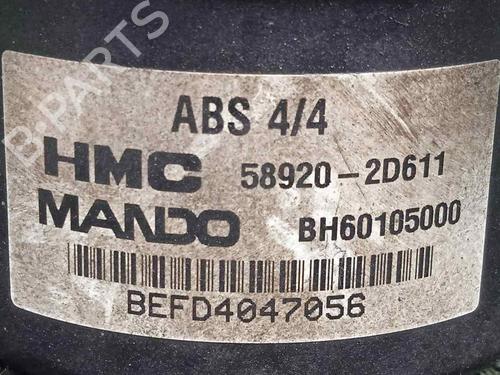 B-PARTS
ABS 4/4
HMC 58920-2D611
MANDO BH60105000
BEFD4047056